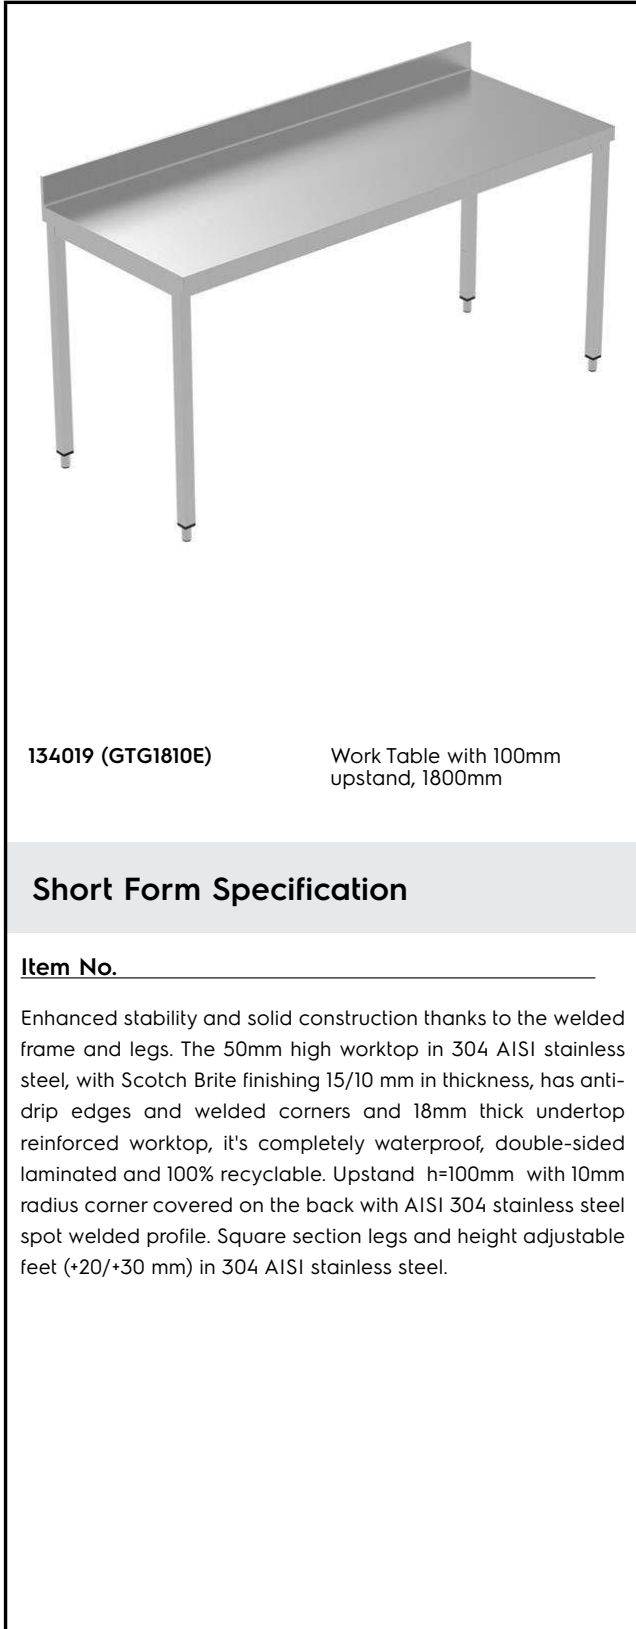 134019 (GTG1810E)
Work Table with 100mm
upstand, 1800mm
Short Form Specification
Item No.
Enhanced stability and solid construction thanks to the welded
frame and legs. The 50mm high worktop in 304 AISI stainless
steel, with Scotch Brite finishing 15/10 mm in thickness, has anti-
drip edges and welded corners and 18mm thick undertop
reinforced worktop, it's completely waterproof, double-sided
laminated and 100% recyclable. Upstand h=100mm with 10mm
radius corner covered on the back with AISI 304 stainless steel
spot welded profile. Square section legs and height adjustable
feet (+20/+30 mm) in 304 AISI stainless steel.